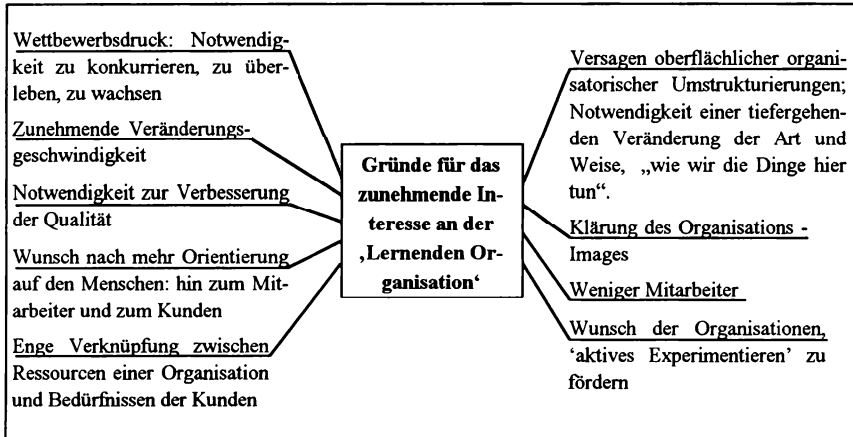 Wettbewerbsdruck: Notwendig-
keit zu konkurrieren, zu über-
leben, zu wachsen
Zunehmende Veränderungs-
geschwindigkeit
Notwendigkeit zur Verbesserung
der Qualität
Wunsch nach mehr Orientierung
auf den Menschen: hin zum Mit-
arbeiter und zum Kunden
Enge Verknüpfung zwischen
Ressourcen einer Organisation
und Bedürfnissen der Kunden
Gründe für das
zunehmende In-
teresse an der
‚Lernenden Or-
ganisation‘
Versagen oberflächlicher organi-
satorischer Umstrukturierungen;
Notwendigkeit einer tiefergehen-
den Veränderung der Art und
Weise, „wie wir die Dinge hier
tun“.
Klärung des Organisations -
Images
Weniger Mitarbeiter
Wunsch der Organisationen,
‘aktives Experimentieren’ zu
fördern